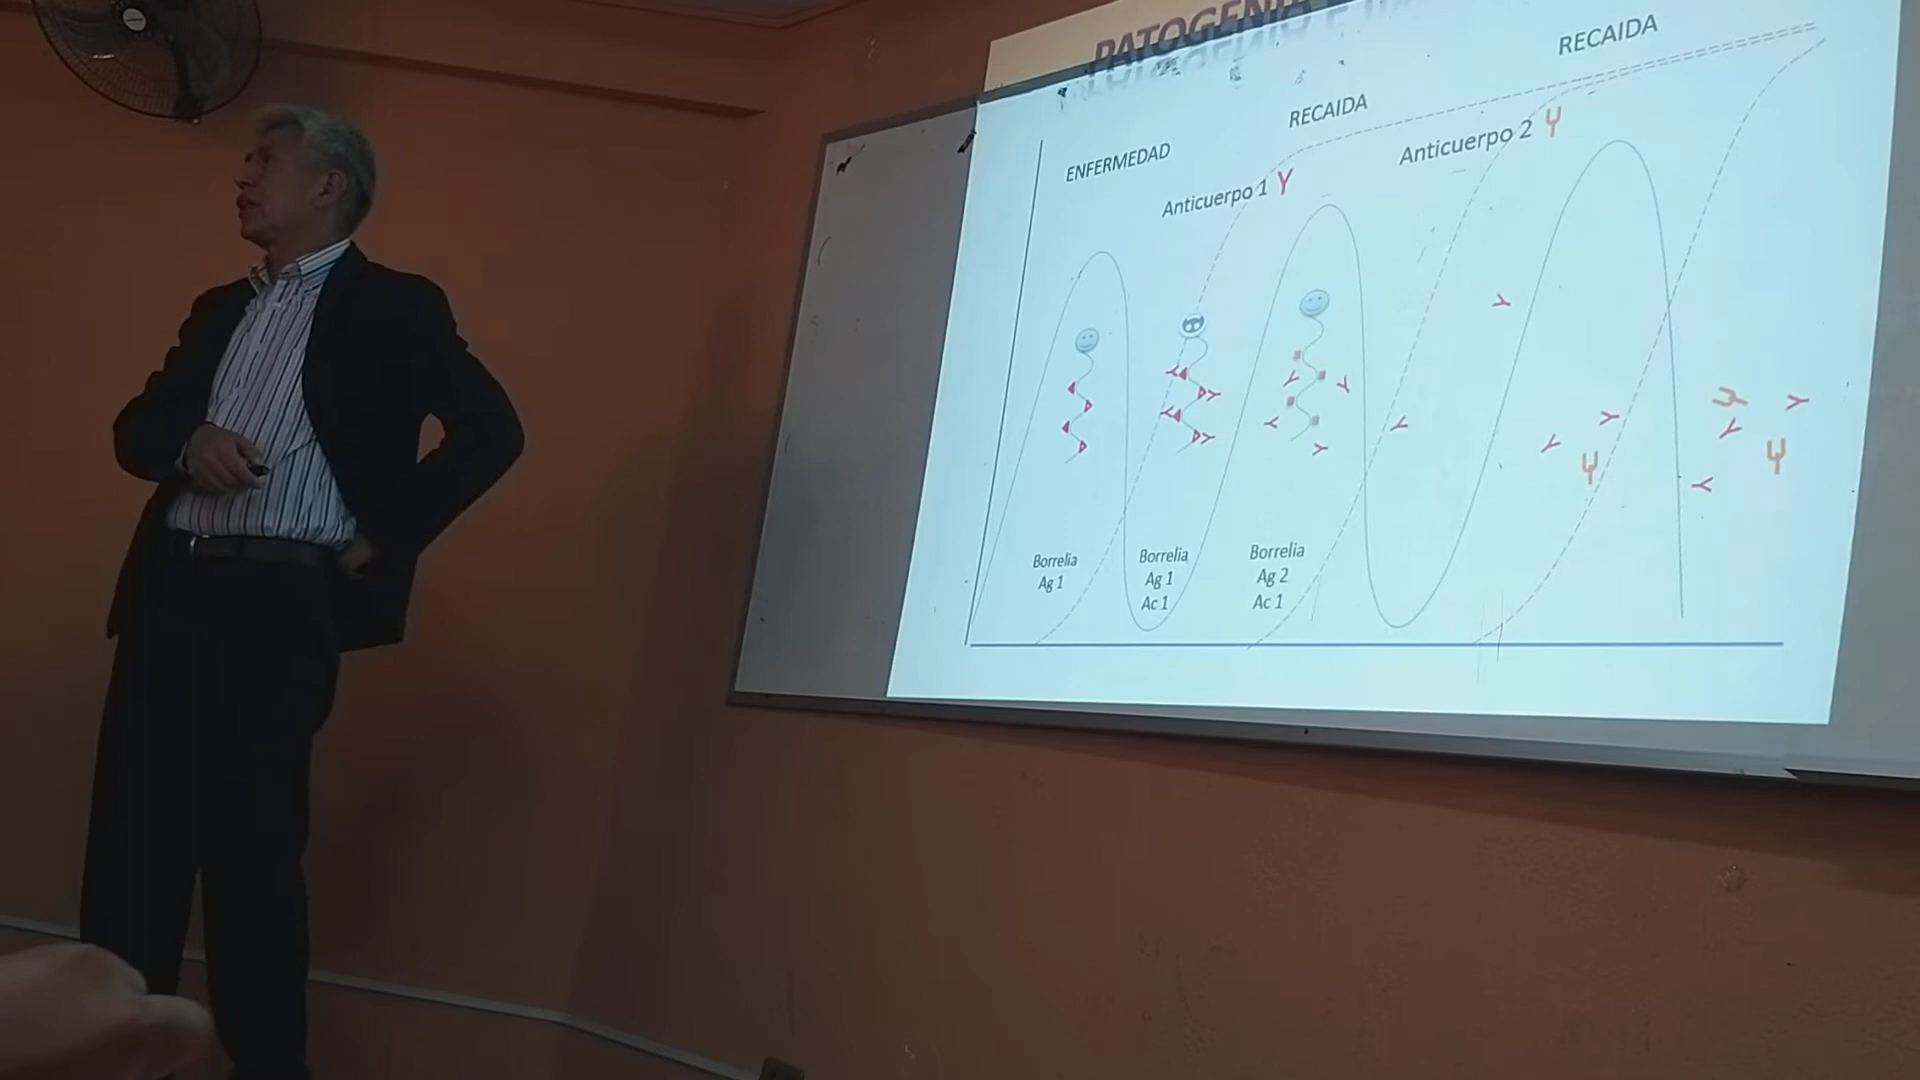 PATOGENIA E
RECAIDA
RECAIDA
ENFERMEDAD
Anticuerpo 2
Anticuerpo 1
Borrelia
Ag 1
Borrelia
Ag 1
Ac 1
Borrelia
Ag 2
Ac 1